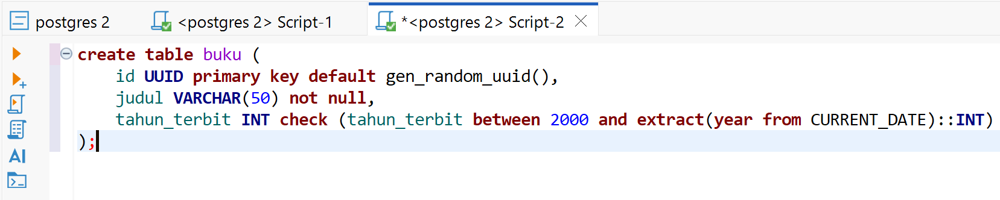 postgres 2
<postgres 2> Script-1
*<postgres 2> Script-2
create table buku (
id UUID primary key default gen_random_uuid(),
judul VARCHAR(50) not null,
tahun_terbit INT check (tahun_terbit between 2000 and extract(year from CURRENT_DATE)::INT)
);
AI